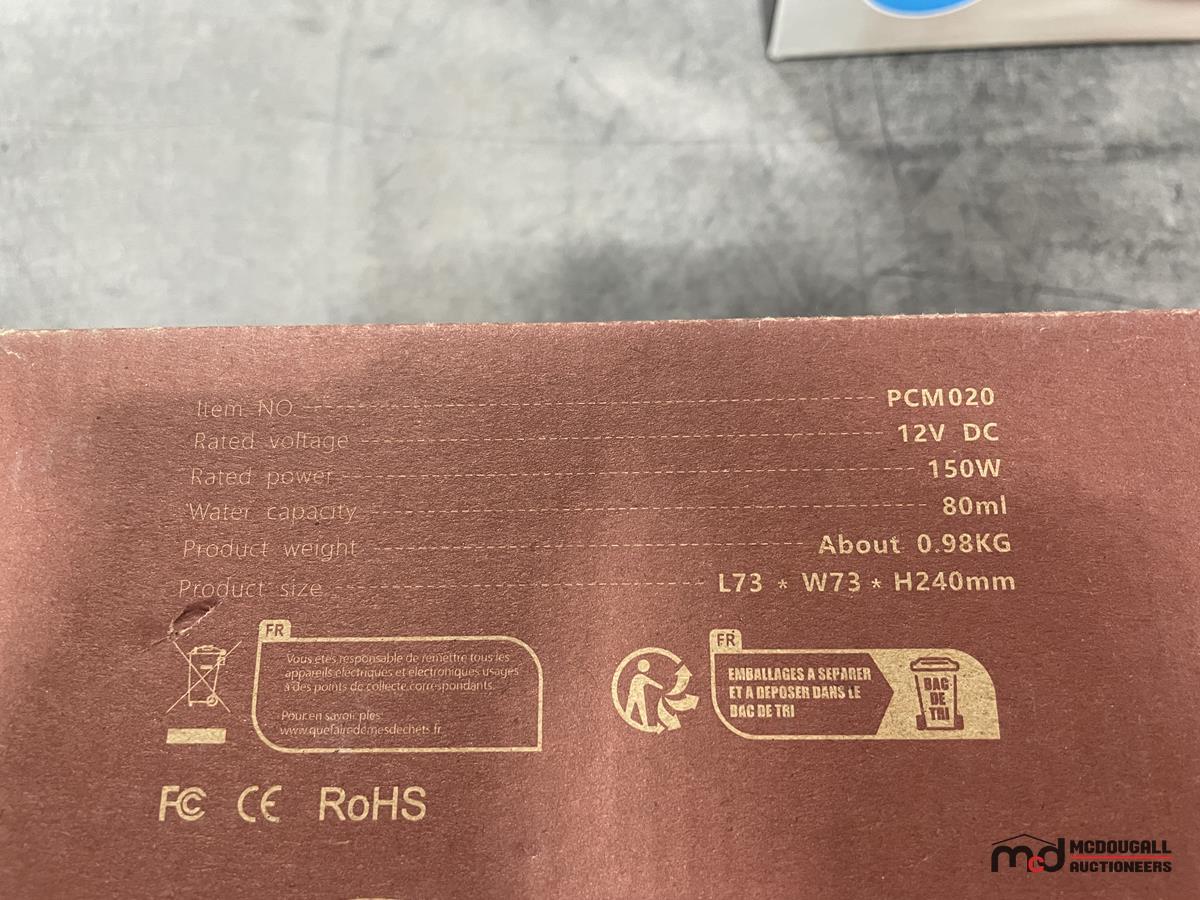 Item NO PCM020
Rated voltage 12V DC
Rated power 150W
Water capacity 80ml
Product weight About 0.98KG
Product size L73 * W73 * H240mm
FR
Vous êtes responsable de remettre tous les
appareils électriques et électroniques usagés
à des points de collecte correspondants.
Pour en savoir ples:
www.quefairedemesdechets.fr
FR
EMBALLAGES A SEPARER
ET A DEPOSER DANS LE
BAC DE TRI
BAC
DE
TRI
FC CE RoHS
mcd MCDOUGALL
AUCTIONEERS